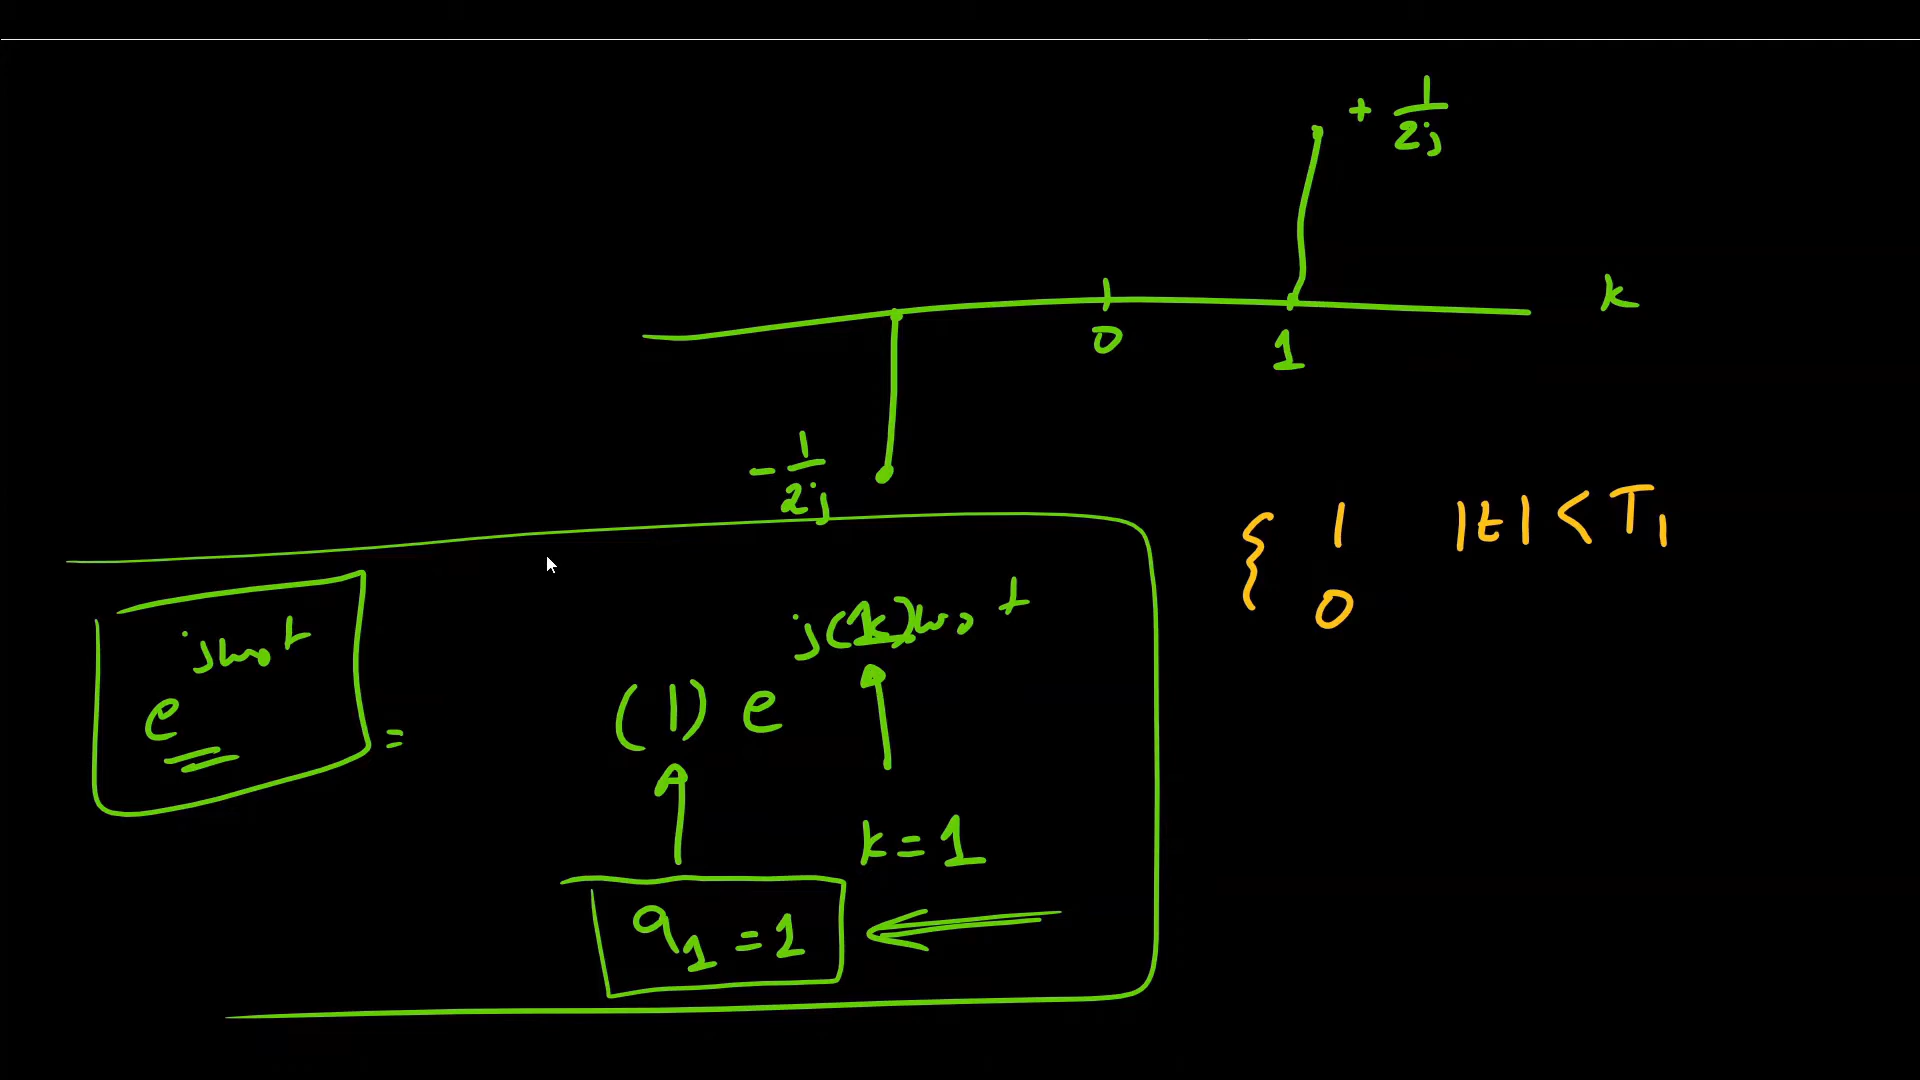 + 1/2j
k
0
1
- 1/2j
{ 1 |t| < T₁
0
e^{jω₀t} = (1) e^{j(1k)ω₀t}
k = 1
a₁ = 1